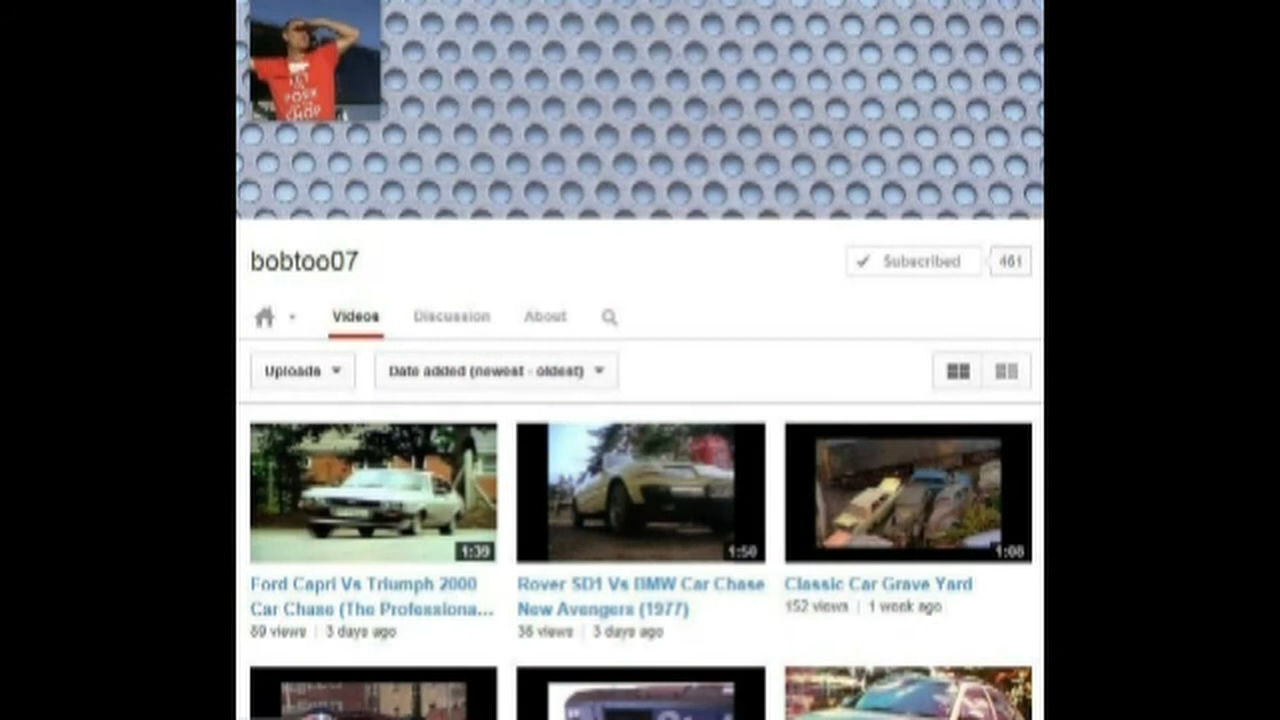 PORK
CHOP
bobtoo07
Subscribed 461
Videos Discussion About
Uploads Date added (newest - oldest)
1:39 1:50 1:08
Ford Capri Vs Triumph 2000
Car Chase (The Professiona...
89 views | 3 days ago
Rover SD1 Vs BMW Car Chase
New Avengers (1977)
36 views | 3 days ago
Classic Car Grave Yard
152 views | 1 week ago